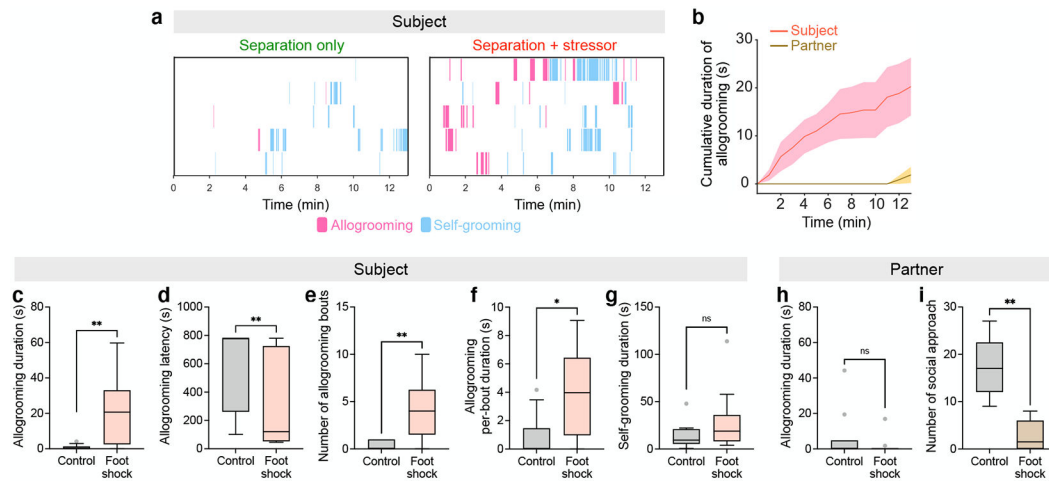 a
Subject
Separation only
Separation + stressor
0 2 4 6 8 10 12
0 2 4 6 8 10 12
Time (min)
Time (min)
Allogrooming Self-grooming
b
Subject
Partner
Cumulative duration of
allogrooming (s)
30
20
10
0
2 4 6 8 10 12
Time (min)
Subject
Partner
c
Allogrooming duration (s)
80
60
40
20
0
**
Control
Foot
shock
d
Allogrooming latency (s)
1000
800
600
400
200
0
**
Control
Foot
shock
e
Number of allogrooming bouts
15
10
5
0
**
Control
Foot
shock
f
Allogrooming
per-bout duration (s)
10
8
6
4
2
0
*
Control
Foot
shock
g
Self-grooming duration (s)
150
100
50
0
ns
Control
Foot
shock
h
Allogrooming duration (s)
80
60
40
20
0
ns
Control
Foot
shock
i
Number of social approach
30
20
10
0
**
Control
Foot
shock